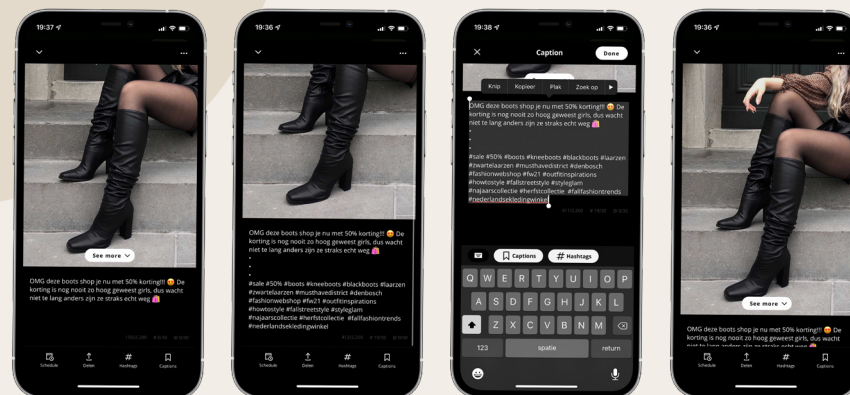 19:37
See more
OMG deze boots shop je nu met 50% korting!!! 😍 De
korting is nog nooit zo hoog geweest girls, dus wacht
niet te lang anders zijn ze straks echt weg 🛍️
Schedule Delen Hashtags Captions
19:36
OMG deze boots shop je nu met 50% korting!!! 😍 De
korting is nog nooit zo hoog geweest girls, dus wacht
niet te lang anders zijn ze straks echt weg 🛍️
•
•
•
#sale #50% #boots #kneeboots #blackboots #laarzen
#zwartelaarzen #musthavedistrict #denbosch
#fashionwebshop #fw21 #outfitinspirations
#howtostyle #fallstreetstyle #styleglam
#najaarscollectie #herfstcollectie #fallfashiontrends
#nederlandsekledingwinkel
Schedule Delen Hashtags Captions
19:38
Caption Done
Knip Kopieer Plak Zoek op
OMG deze boots shop je nu met 50% korting!!! 😍 De
korting is nog nooit zo hoog geweest girls, dus wacht
niet te lang anders zijn ze straks echt weg 🛍️
•
•
•
#sale #50% #boots #kneeboots #blackboots #laarzen
#zwartelaarzen #musthavedistrict #denbosch
#fashionwebshop #fw21 #outfitinspirations
#howtostyle #fallstreetstyle #styleglam
#najaarscollectie #herfstcollectie #fallfashiontrends
#nederlandsekledingwinkel
Captions # Hashtags
Q W E R T Y U I O P
A S D F G H J K L
Z X C V B N M
123 spatie return
19:36
See more
OMG deze boots shop je nu met 50% korting!!! 😍 De
korting is nog nooit zo hoog geweest girls, dus wacht
niet te lang anders zijn ze straks echt weg 🛍️
Schedule Delen Hashtags Captions